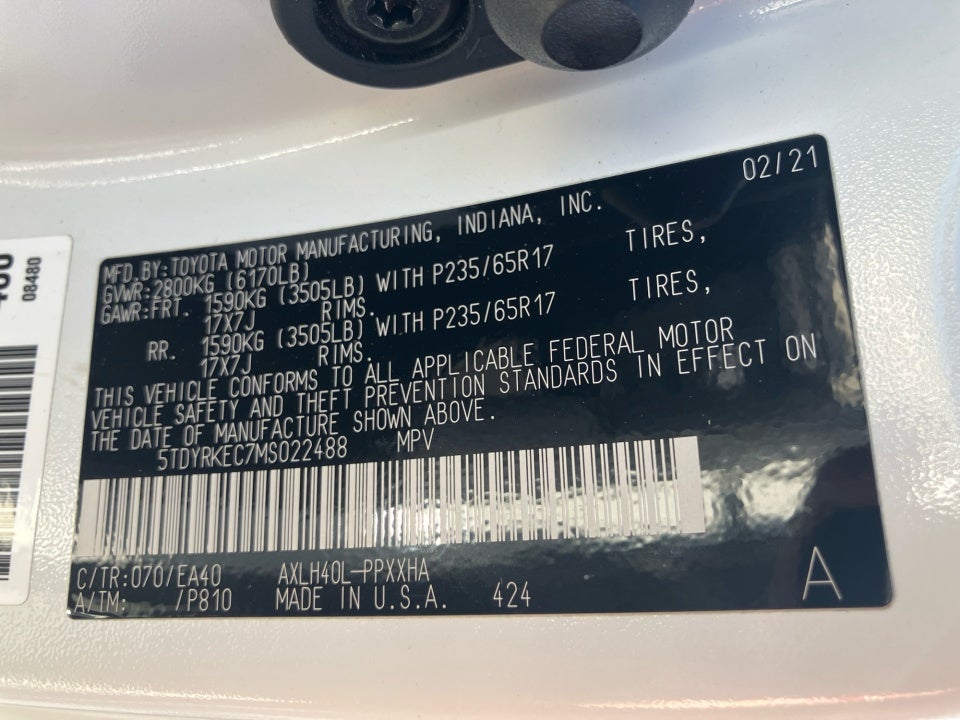 02/21
MFD.BY:TOYOTA MOTOR MANUFACTURING, INDIANA, INC.
GVWR:2800KG (6170LB)
GAWR:FRT. 1590KG (3505LB) WITH P235/65R17 TIRES,
17X7J RIMS.
RR. 1590KG (3505LB) WITH P235/65R17 TIRES,
17X7J RIMS.
THIS VEHICLE CONFORMS TO ALL APPLICABLE FEDERAL MOTOR
VEHICLE SAFETY AND THEFT PREVENTION STANDARDS IN EFFECT ON
THE DATE OF MANUFACTURE SHOWN ABOVE.
5TDYRKEC7MS022488 MPV
C/TR:070/EA40 AXLH40L-PPXXHA
A/TM: /P810 MADE IN U.S.A. 424
A
08480